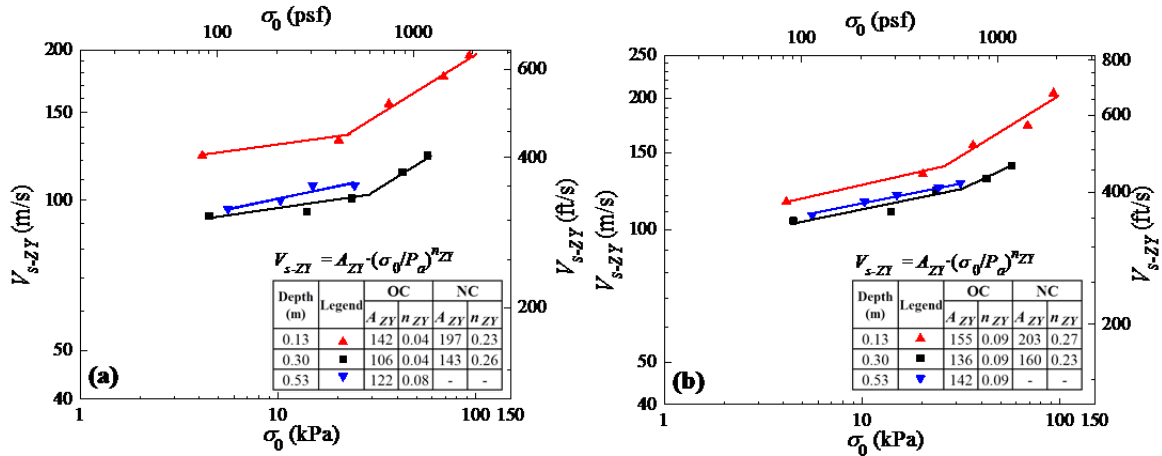 σ0 (psf)
100 1000
200
150
100
50
40
Vs-ZY (m/s)
600
400
200
Vs-ZY (ft/s)
Vs-ZY = AZY·(σ0/Pa)^nZY
Depth (m) Legend OC NC
AZY nZY AZY nZY
0.13 142 0.04 197 0.23
0.30 106 0.04 143 0.26
0.53 122 0.08 - -
(a)
1 10 100 150
σ0 (kPa)
σ0 (psf)
100 1000
250
200
150
100
50
40
Vs-ZY (m/s)
800
600
400
200
Vs-ZY (ft/s)
Vs-ZY = AZY·(σ0/Pa)^nZY
Depth (m) Legend OC NC
AZY nZY AZY nZY
0.13 155 0.09 203 0.27
0.30 136 0.09 160 0.23
0.53 142 0.09 - -
(b)
1 10 100 150
σ0 (kPa)